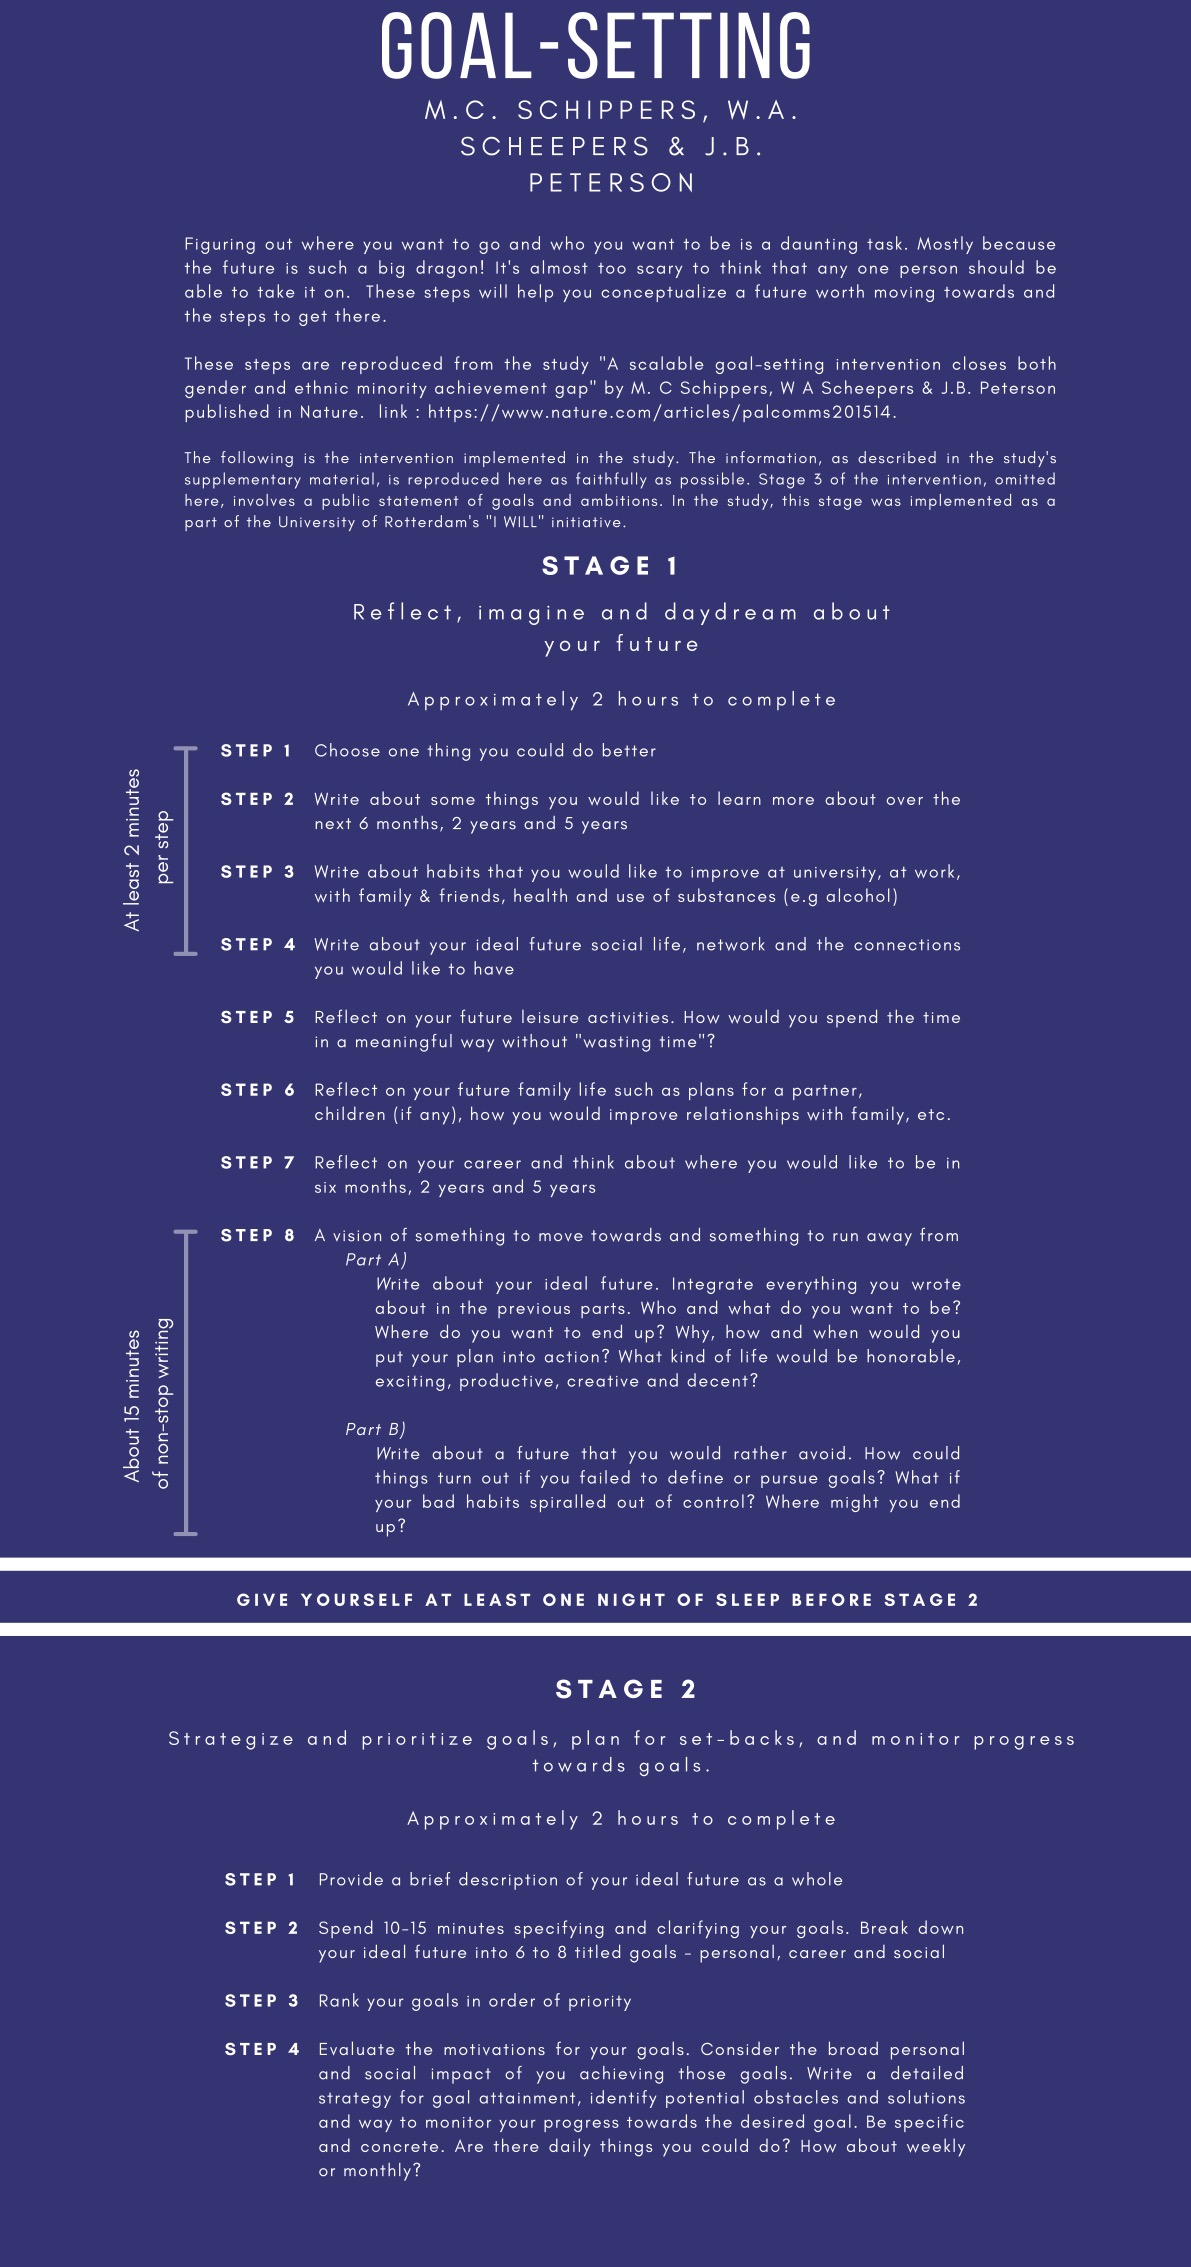 GOAL-SETTING
M.C. SCHIPPERS, W.A.
SCHEEPERS & J.B.
PETERSON
Figuring out where you want to go and who you want to be is a daunting task. Mostly because
the future is such a big dragon! It's almost too scary to think that any one person should be
able to take it on. These steps will help you conceptualize a future worth moving towards and
the steps to get there.
These steps are reproduced from the study "A scalable goal-setting intervention closes both
gender and ethnic minority achievement gap" by M. C Schippers, W A Scheepers & J.B. Peterson
published in Nature. link : https://www.nature.com/articles/palcomms201514.
The following is the intervention implemented in the study. The information, as described in the study's
supplementary material, is reproduced here as faithfully as possible. Stage 3 of the intervention, omitted
here, involves a public statement of goals and ambitions. In the study, this stage was implemented as a
part of the University of Rotterdam's "I WILL" initiative.
STAGE 1
Reflect, imagine and daydream about
your future
Approximately 2 hours to complete
At least 2 minutes
per step
STEP 1 Choose one thing you could do better
STEP 2 Write about some things you would like to learn more about over the
next 6 months, 2 years and 5 years
STEP 3 Write about habits that you would like to improve at university, at work,
with family & friends, health and use of substances (e.g alcohol)
STEP 4 Write about your ideal future social life, network and the connections
you would like to have
STEP 5 Reflect on your future leisure activities. How would you spend the time
in a meaningful way without "wasting time"?
STEP 6 Reflect on your future family life such as plans for a partner,
children (if any), how you would improve relationships with family, etc.
STEP 7 Reflect on your career and think about where you would like to be in
six months, 2 years and 5 years
About 15 minutes
of non-stop writing
STEP 8 A vision of something to move towards and something to run away from
Part A)
Write about your ideal future. Integrate everything you wrote
about in the previous parts. Who and what do you want to be?
Where do you want to end up? Why, how and when would you
put your plan into action? What kind of life would be honorable,
exciting, productive, creative and decent?
Part B)
Write about a future that you would rather avoid. How could
things turn out if you failed to define or pursue goals? What if
your bad habits spiralled out of control? Where might you end
up?
GIVE YOURSELF AT LEAST ONE NIGHT OF SLEEP BEFORE STAGE 2
STAGE 2
Strategize and prioritize goals, plan for set-backs, and monitor progress
towards goals.
Approximately 2 hours to complete
STEP 1 Provide a brief description of your ideal future as a whole
STEP 2 Spend 10-15 minutes specifying and clarifying your goals. Break down
your ideal future into 6 to 8 titled goals - personal, career and social
STEP 3 Rank your goals in order of priority
STEP 4 Evaluate the motivations for your goals. Consider the broad personal
and social impact of you achieving those goals. Write a detailed
strategy for goal attainment, identify potential obstacles and solutions
and way to monitor your progress towards the desired goal. Be specific
and concrete. Are there daily things you could do? How about weekly
or monthly?